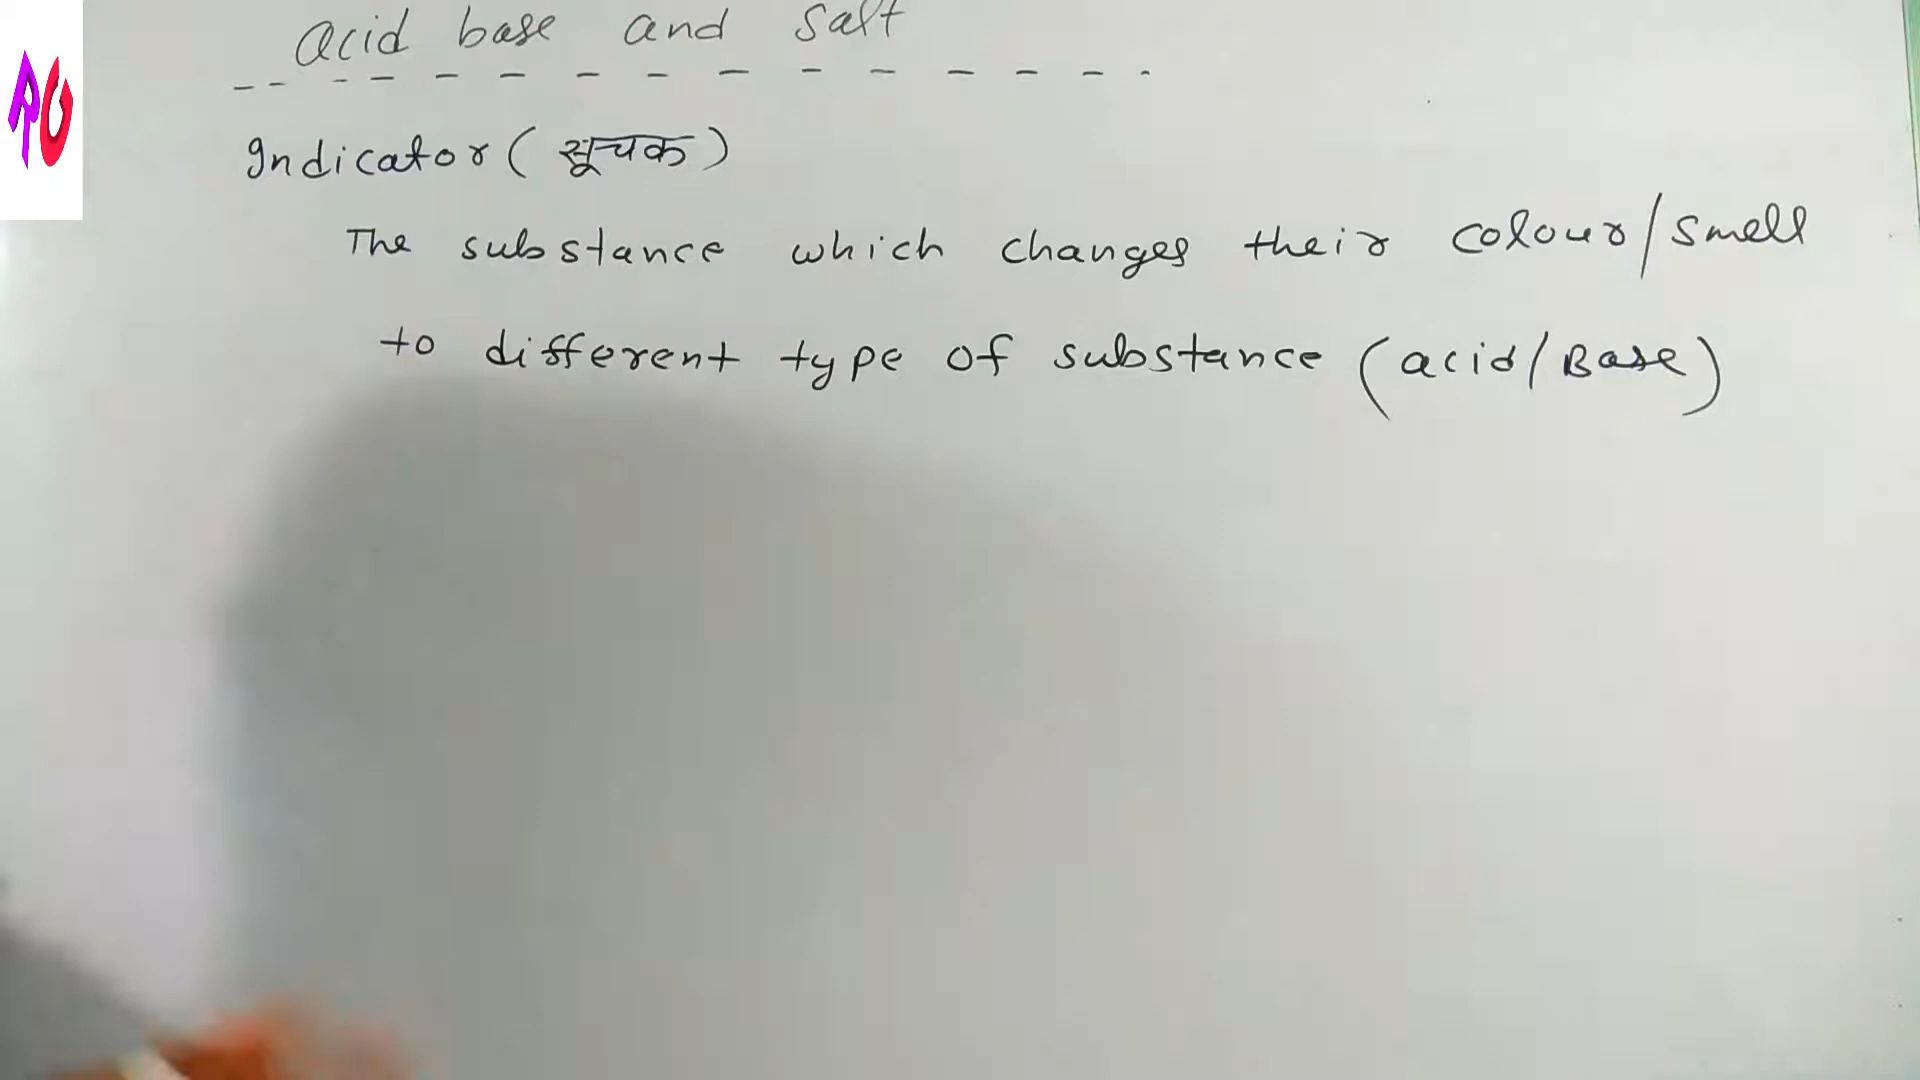 acid base and salt
Indicator ( सूचक )
The substance which changes their colour/smell
to different type of substance (acid/Base)